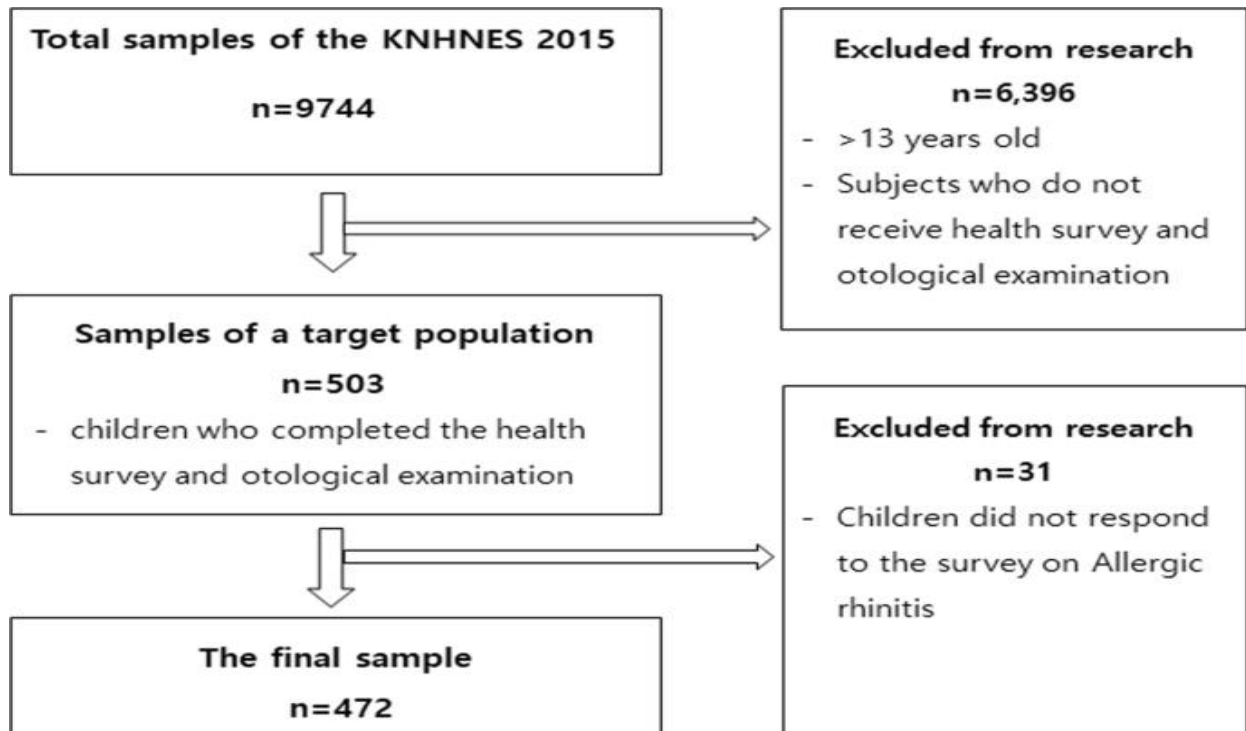 Total samples of the KNHNES 2015
n=9744
Excluded from research
n=6,396
- >13 years old
- Subjects who do not
receive health survey and
otological examination
Samples of a target population
n=503
- children who completed the health
survey and otological examination
Excluded from research
n=31
- Children did not respond
to the survey on Allergic
rhinitis
The final sample
n=472